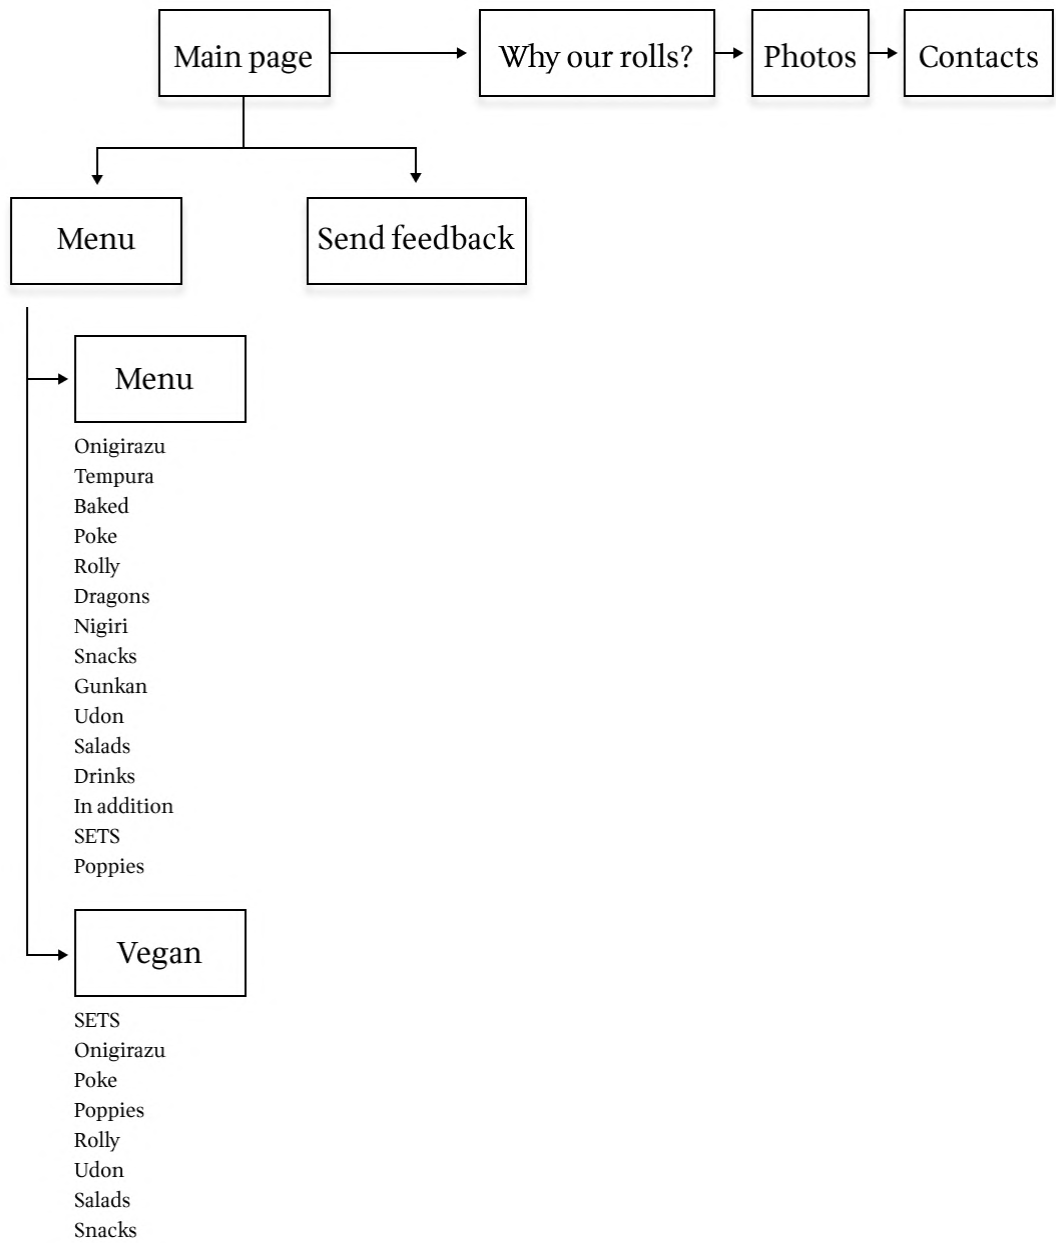 Main page
Why our rolls?
Photos
Contacts
Menu
Send feedback
Menu
Onigirazu
Tempura
Baked
Poke
Rolly
Dragons
Nigiri
Snacks
Gunkan
Udon
Salads
Drinks
In addition
SETS
Poppies
Vegan
SETS
Onigirazu
Poke
Poppies
Rolly
Udon
Salads
Snacks